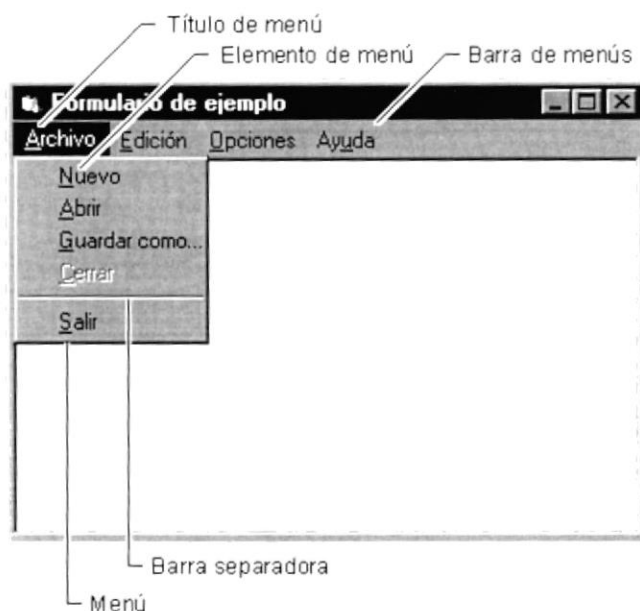 Título de menú
Elemento de menú
Barra de menús
Formulario de ejemplo
Archivo Edición Opciones Ayuda
Nuevo
Abrir
Guardar como...
Cerrar
Salir
Barra separadora
Menú